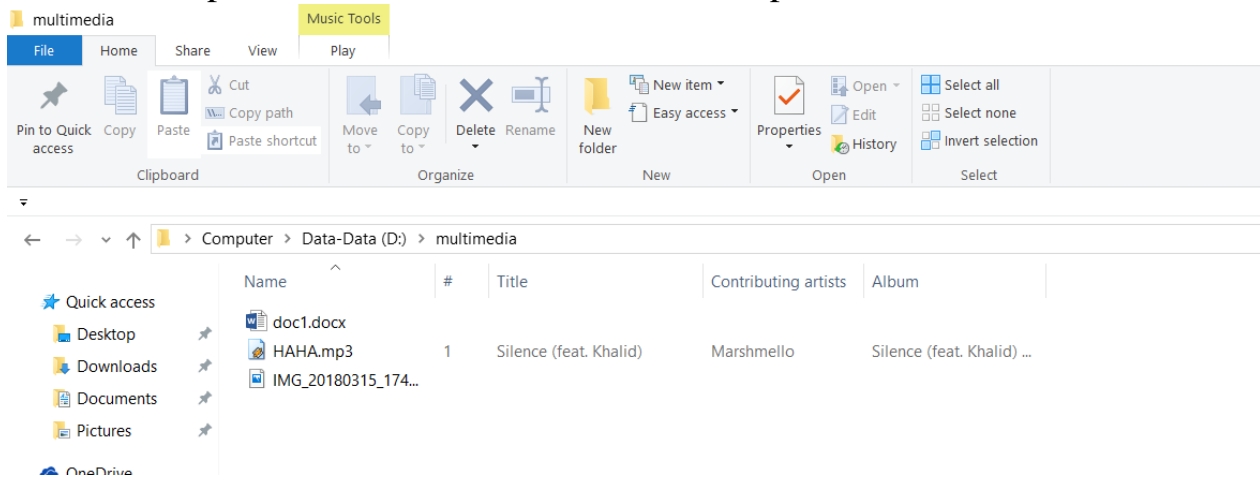 multimedia
Music Tools
File Home Share View Play
Pin to Quick access
Copy
Paste
Cut
Copy path
Paste shortcut
Clipboard
Move to
Copy to
Delete
Rename
Organize
New folder
New item
Easy access
New
Properties
Open
Edit
History
Open
Select all
Select none
Invert selection
Select
Computer > Data-Data (D:) > multimedia
Name # Title Contributing artists Album
Quick access
Desktop
Downloads
Documents
Pictures
OneDrive
doc1.docx
HAHA.mp3 1 Silence (feat. Khalid) Marshmello Silence (feat. Khalid) ...
IMG_20180315_174...